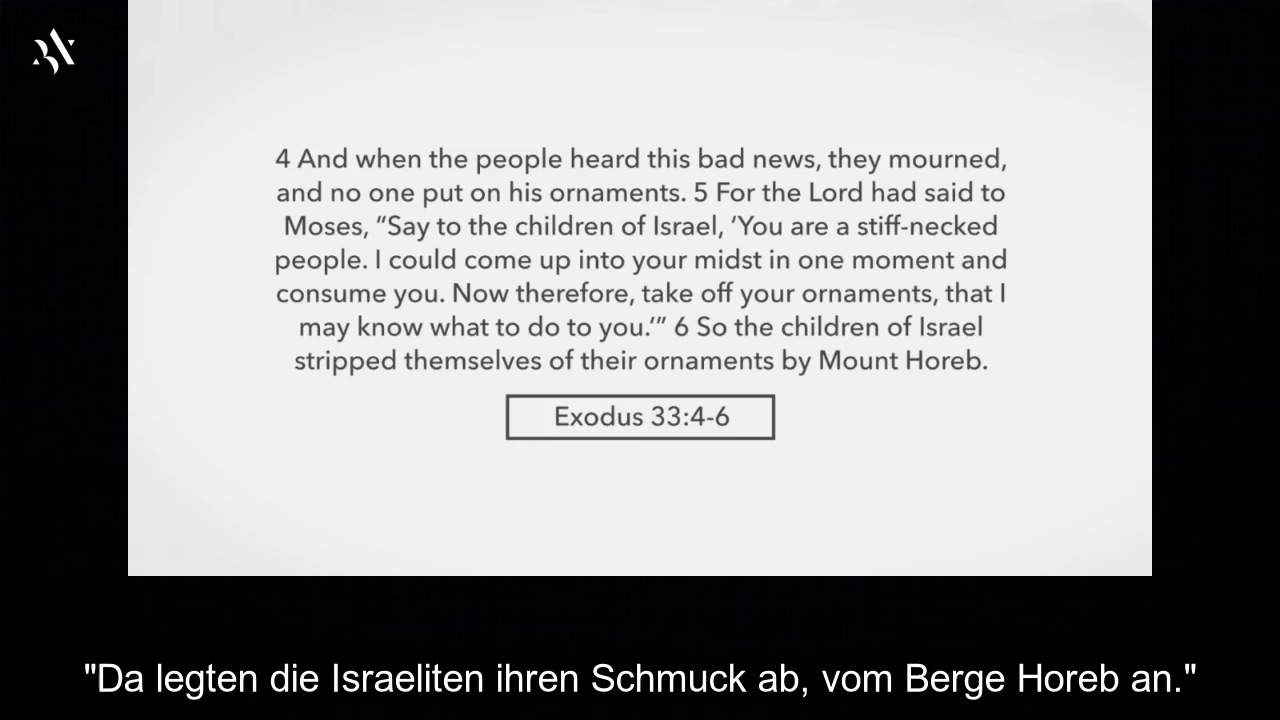 4 And when the people heard this bad news, they mourned,
and no one put on his ornaments. 5 For the Lord had said to
Moses, “Say to the children of Israel, ‘You are a stiff-necked
people. I could come up into your midst in one moment and
consume you. Now therefore, take off your ornaments, that I
may know what to do to you.’” 6 So the children of Israel
stripped themselves of their ornaments by Mount Horeb.
Exodus 33:4-6
"Da legten die Israeliten ihren Schmuck ab, vom Berge Horeb an."